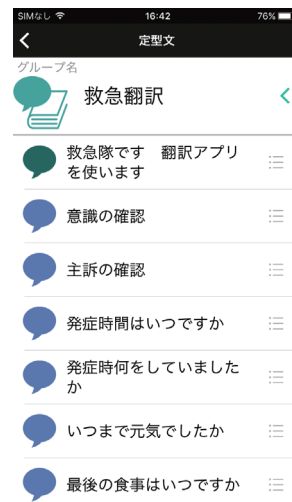 SIMなし 16:42 76%
定型文
グループ名
救急翻訳
救急隊です　翻訳アプリ
を使います
意識の確認
主訴の確認
発症時間はいつですか
発症時何をしていました
か
いつまで元気でしたか
最後の食事はいつですか